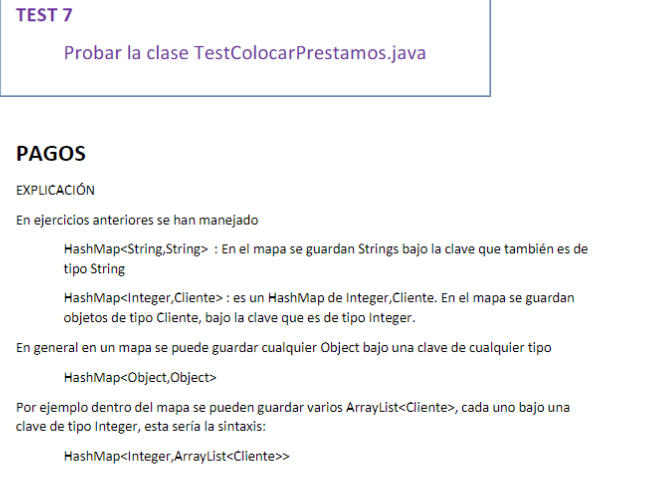 TEST 7
Probar la clase TestColocarPrestamos.java
PAGOS
EXPLICACIÓN
En ejercicios anteriores se han manejado
HashMap<String,String> : En el mapa se guardan Strings bajo la clave que también es de
tipo String
HashMap<Integer,Cliente> : es un HashMap de Integer,Cliente. En el mapa se guardan
objetos de tipo Cliente, bajo la clave que es de tipo Integer.
En general en un mapa se puede guardar cualquier Object bajo una clave de cualquier tipo
HashMap<Object,Object>
Por ejemplo dentro del mapa se pueden guardar varios ArrayList<Cliente>, cada uno bajo una
clave de tipo Integer, esta sería la sintaxis:
HashMap<Integer,ArrayList<Cliente>>